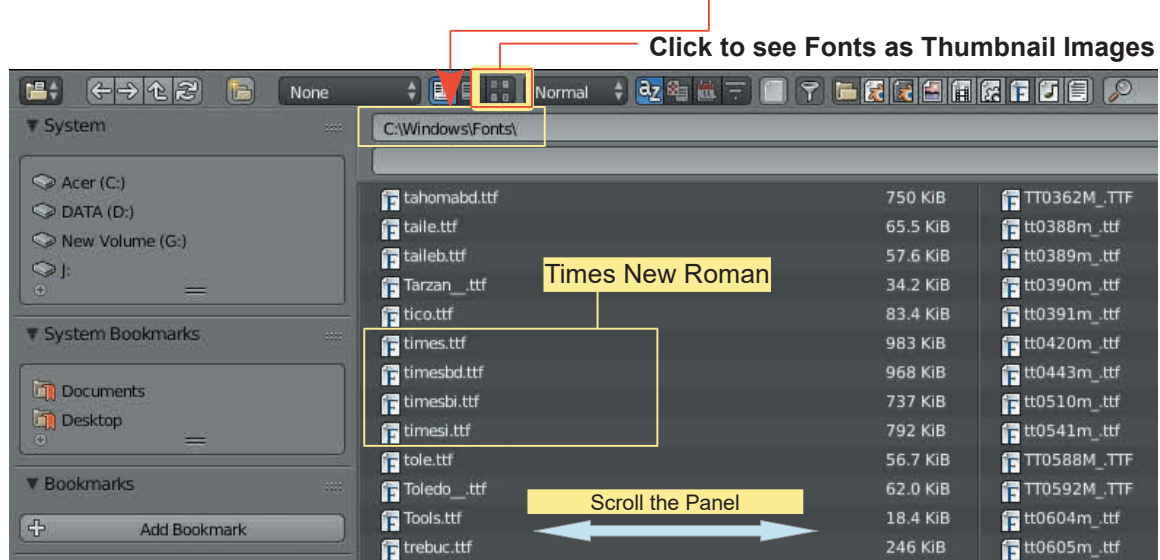 Click to see Fonts as Thumbnail Images
None
Normal
System
C:\Windows\Fonts\
Acer (C:)
DATA (D:)
New Volume (G:)
J:
System Bookmarks
Documents
Desktop
Bookmarks
Add Bookmark
tahomabd.ttf 750 KiB
taile.ttf 65.5 KiB
taileb.ttf 57.6 KiB
Tarzan__.ttf 34.2 KiB
tico.ttf 83.4 KiB
times.ttf 983 KiB
timesbd.ttf 968 KiB
timesbi.ttf 737 KiB
timesi.ttf 792 KiB
tole.ttf 56.7 KiB
Toledo__.ttf 62.0 KiB
Tools.ttf 18.4 KiB
trebuc.ttf 246 KiB
Times New Roman
Scroll the Panel
TT0362M_.TTF
tt0388m_.ttf
tt0389m_.ttf
tt0390m_.ttf
tt0391m_.ttf
tt0420m_.ttf
tt0443m_.ttf
tt0510m_.ttf
tt0541m_.ttf
TT0588M_.TTF
TT0592M_.TTF
tt0604m_.ttf
tt0605m_.ttf